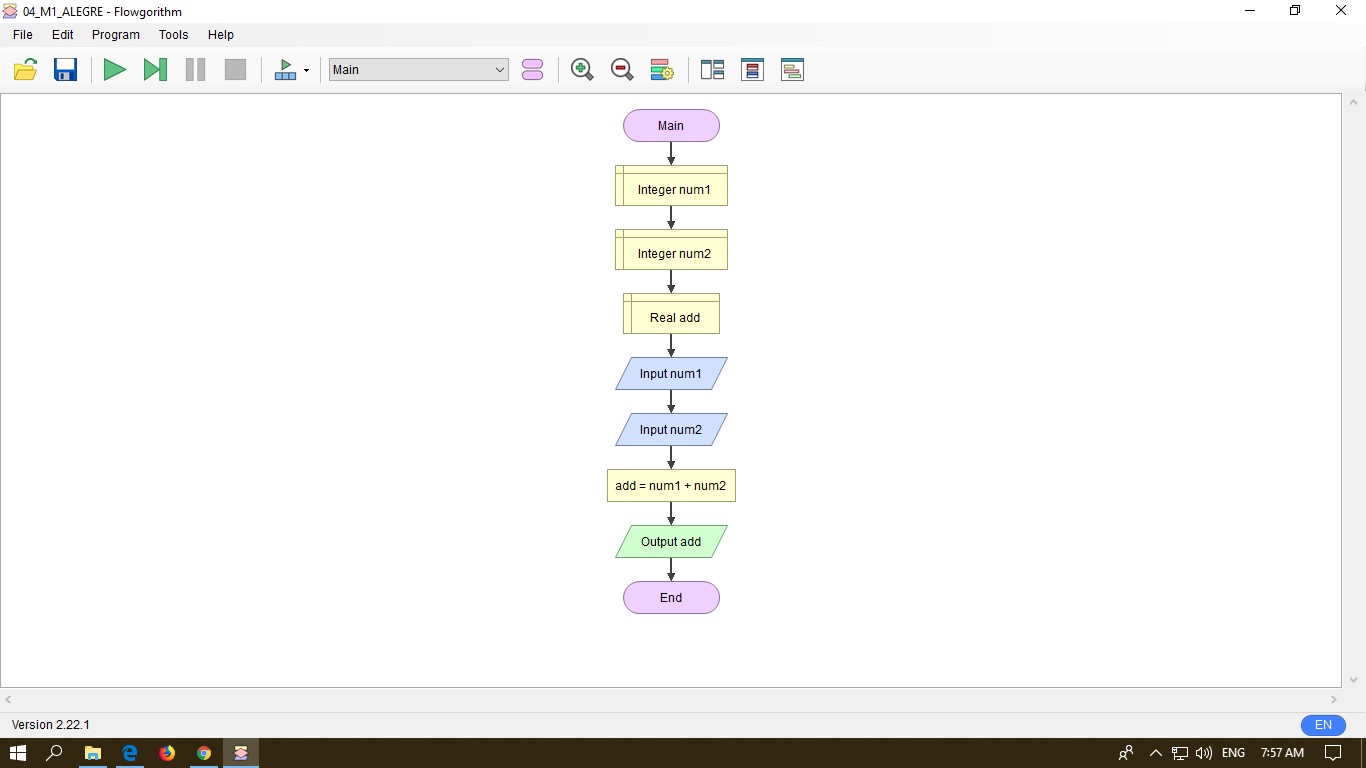 04_M1_ALEGRE - Flowgorithm
File Edit Program Tools Help
Main
Main
Integer num1
Integer num2
Real add
Input num1
Input num2
add = num1 + num2
Output add
End
Version 2.22.1
EN
ENG 7:57 AM